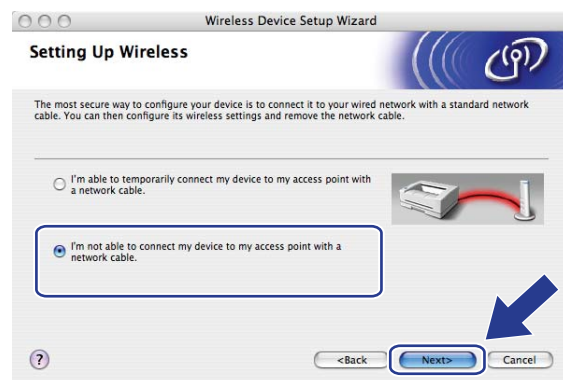 Wireless Device Setup Wizard
Setting Up Wireless
The most secure way to configure your device is to connect it to your wired network with a standard network
cable. You can then configure its wireless settings and remove the network cable.
I'm able to temporarily connect my device to my access point with
a network cable.
I'm not able to connect my device to my access point with a
network cable.
?
<Back
Next>
Cancel